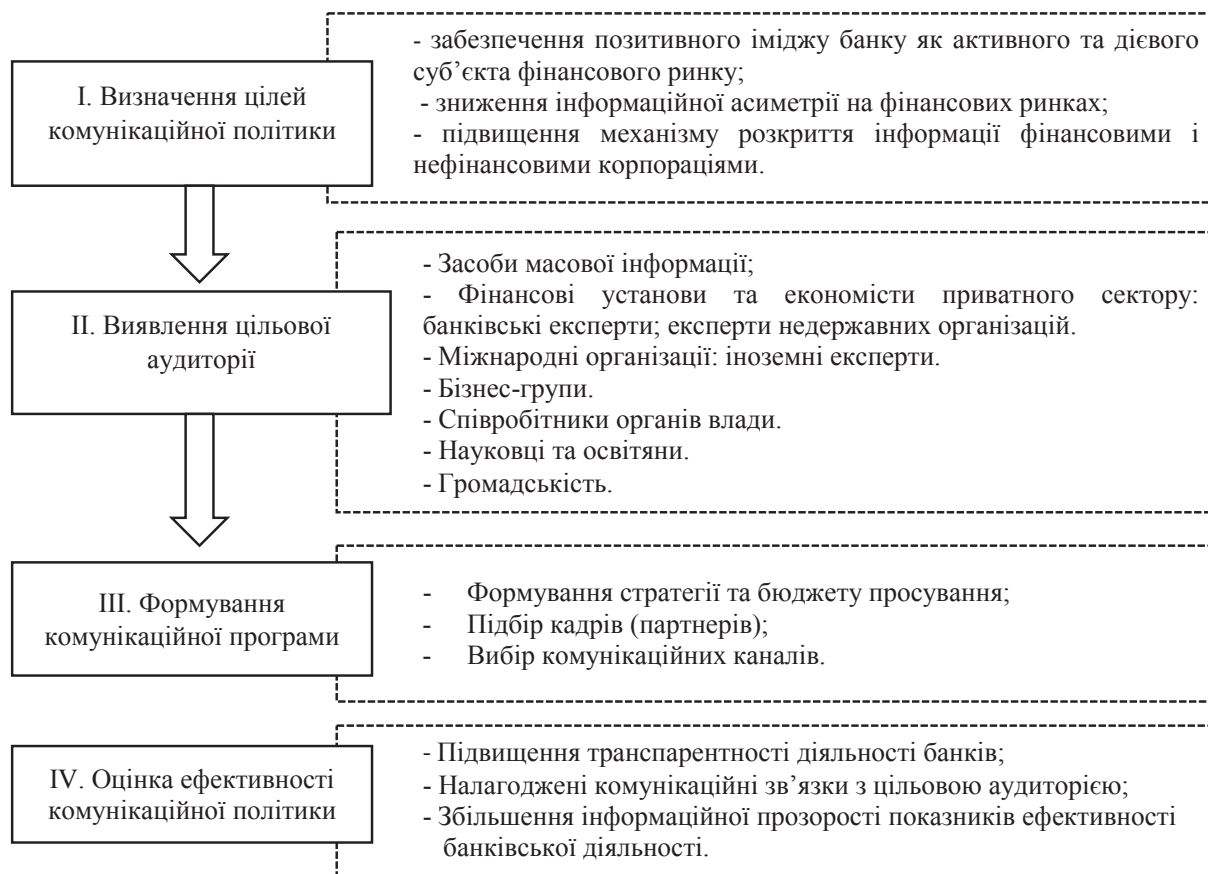 І. Визначення цілей
комунікаційної політики
- забезпечення позитивного іміджу банку як активного та дієвого
суб’єкта фінансового ринку;
- зниження інформаційної асиметрії на фінансових ринках;
- підвищення механізму розкриття інформації фінансовими і
нефінансовими корпораціями.
ІІ. Виявлення цільової
аудиторії
- Засоби масової інформації;
- Фінансові установи та економісти приватного сектору:
банківські експерти; експерти недержавних організацій.
- Міжнародні організації: іноземні експерти.
- Бізнес-групи.
- Співробітники органів влади.
- Науковці та освітяни.
- Громадськість.
ІІІ. Формування
комунікаційної програми
- Формування стратегії та бюджету просування;
- Підбір кадрів (партнерів);
- Вибір комунікаційних каналів.
IV. Оцінка ефективності
комунікаційної політики
- Підвищення транспарентності діяльності банків;
- Налагоджені комунікаційні зв’язки з цільовою аудиторією;
- Збільшення інформаційної прозорості показників ефективності
банківської діяльності.